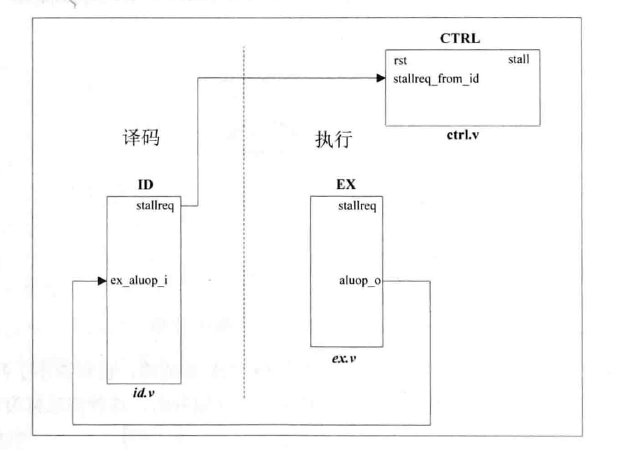 CTRL
rst stall
stallreq_from_id
ctrl.v
译码 执行
ID EX
stallreq stallreq
ex_aluop_i aluop_o
ex.v
id.v